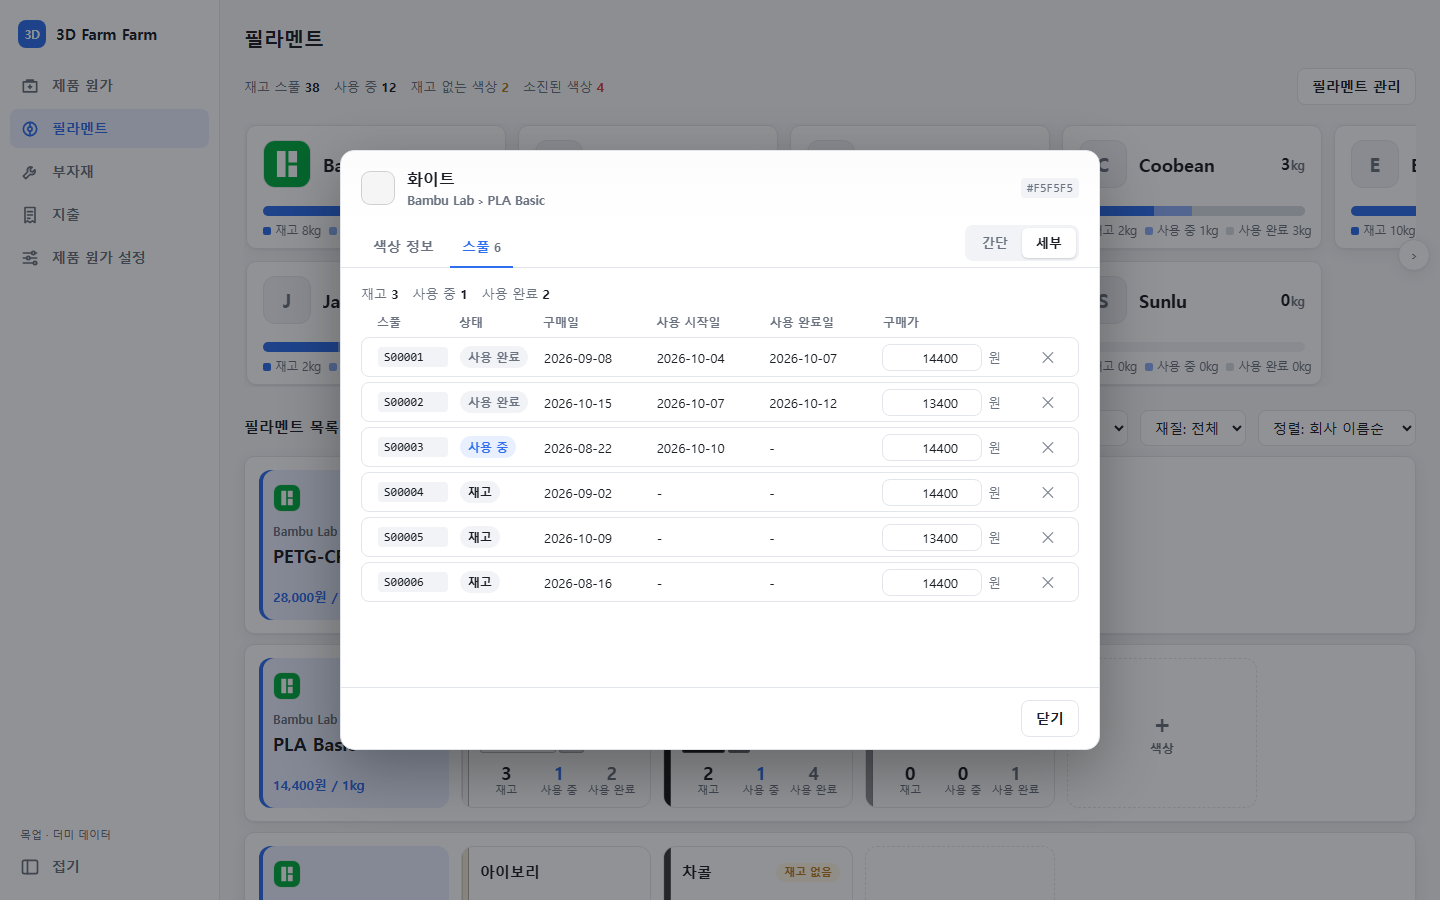 3D 3D Farm Farm
제품 원가
필라멘트
부자재
지출
제품 원가 설정
목업 · 더미 데이터
접기
필라멘트
재고 스풀 38 사용 중 12 재고 없는 색상 2 소진된 색상 4
필라멘트 관리
Ba
재고 8kg
Coobean 3kg
2kg 사용 중 1kg 사용 완료 3kg
E
재고 10kg
›
J Ja
재고 2kg
S Sunlu 0kg
0kg 사용 중 0kg 사용 완료 0kg
필라멘트 목록
재질: 전체
정렬: 회사 이름순
Bambu Lab
PETG-CF
28,000원 /
Bambu Lab
PLA Basic
14,400원 / 1kg
3 1 2
재고 사용 중 사용 완료
2 1 4
재고 사용 중 사용 완료
0 0 1
재고 사용 중 사용 완료
+
색상
아이보리
차콜 재고 없음
화이트
Bambu Lab › PLA Basic
#F5F5F5
색상 정보 스풀 6
간단 세부
재고 3 사용 중 1 사용 완료 2
스풀 상태 구매일 사용 시작일 사용 완료일 구매가
S00001 사용 완료 2026-09-08 2026-10-04 2026-10-07 14400 원
S00002 사용 완료 2026-10-15 2026-10-07 2026-10-12 13400 원
S00003 사용 중 2026-08-22 2026-10-10 - 14400 원
S00004 재고 2026-09-02 - - 14400 원
S00005 재고 2026-10-09 - - 13400 원
S00006 재고 2026-08-16 - - 14400 원
닫기